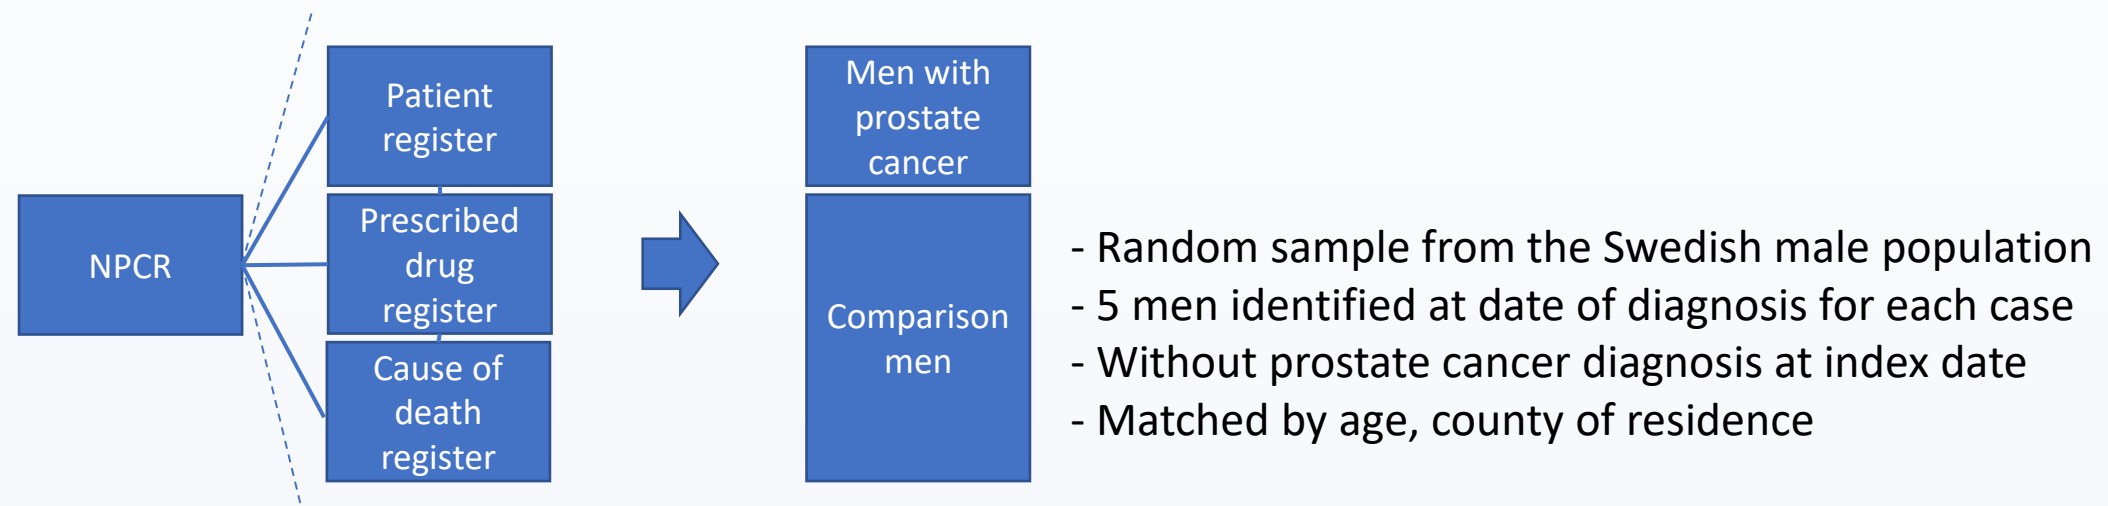 NPCR
Patient
register
Prescribed
drug
register
Cause of
death
register
Men with
prostate
cancer
Comparison
men
- Random sample from the Swedish male population
- 5 men identified at date of diagnosis for each case
- Without prostate cancer diagnosis at index date
- Matched by age, county of residence